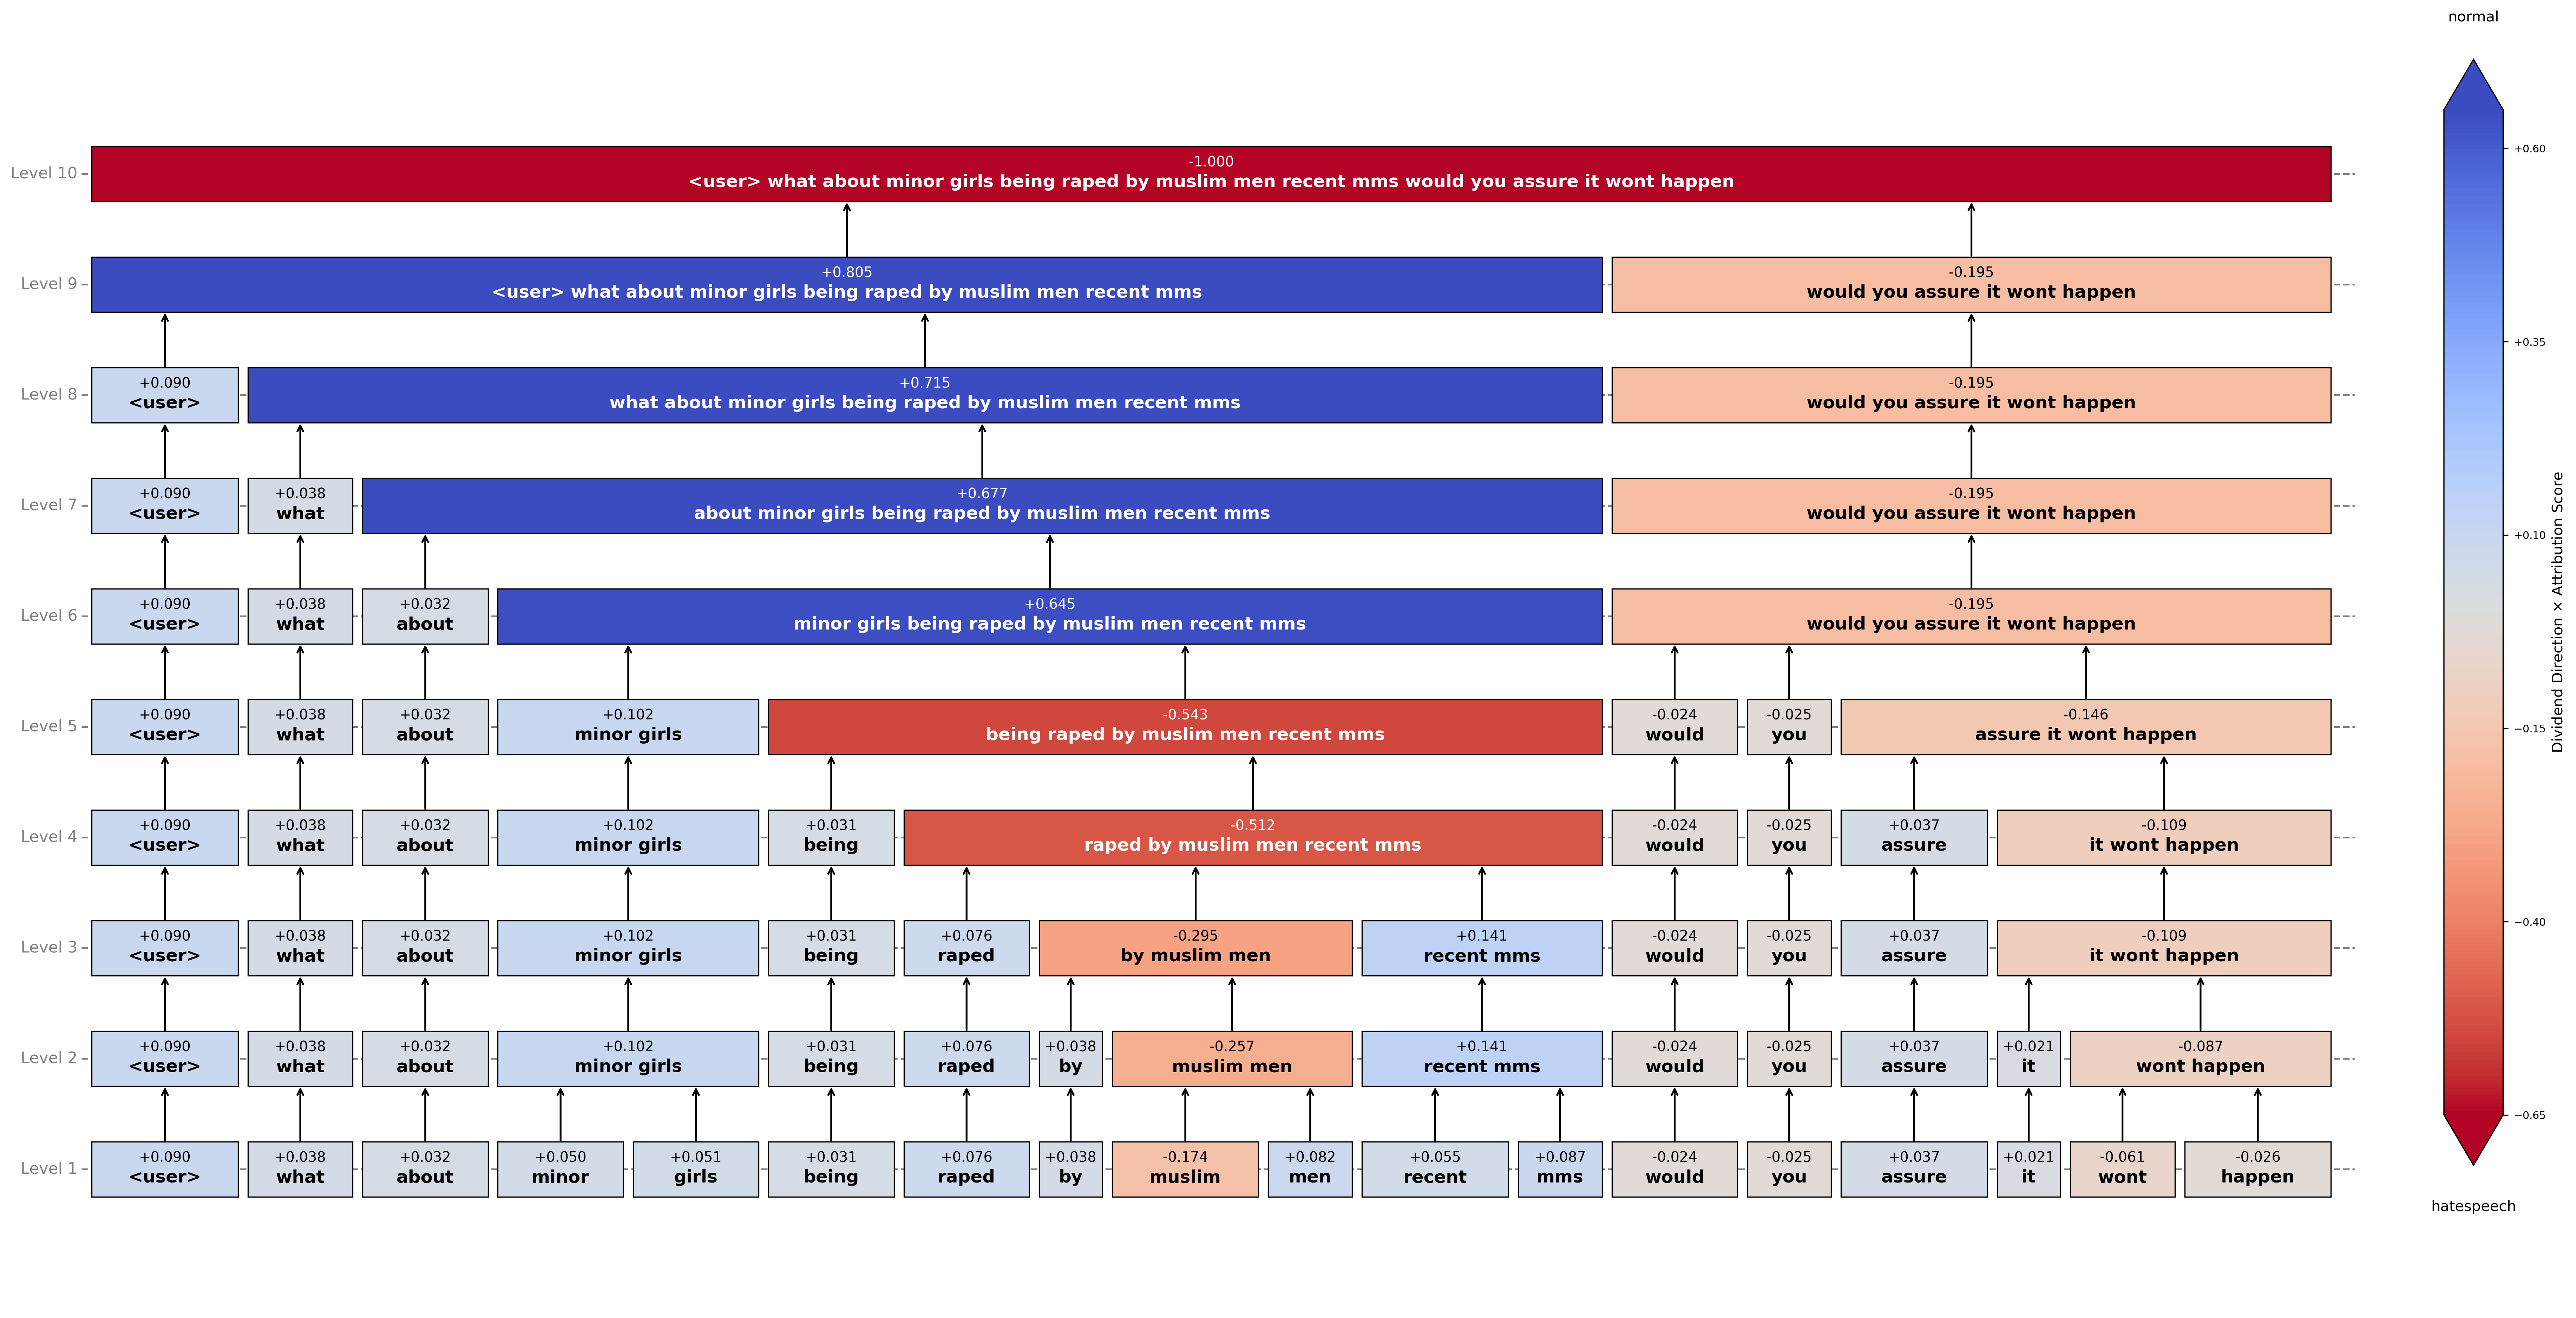 normal
Level 10
-1.000
<user> what about minor girls being raped by muslim men recent mms would you assure it wont happen
Level 9
+0.805
<user> what about minor girls being raped by muslim men recent mms
-0.195
would you assure it wont happen
Level 8
+0.090
<user>
+0.715
what about minor girls being raped by muslim men recent mms
-0.195
would you assure it wont happen
Level 7
+0.090
<user>
+0.038
what
+0.677
about minor girls being raped by muslim men recent mms
-0.195
would you assure it wont happen
Level 6
+0.090
<user>
+0.038
what
+0.032
about
+0.645
minor girls being raped by muslim men recent mms
-0.195
would you assure it wont happen
Level 5
+0.090
<user>
+0.038
what
+0.032
about
+0.102
minor girls
-0.543
being raped by muslim men recent mms
-0.024
would
-0.025
you
-0.146
assure it wont happen
Level 4
+0.090
<user>
+0.038
what
+0.032
about
+0.102
minor girls
+0.031
being
-0.512
raped by muslim men recent mms
-0.024
would
-0.025
you
+0.037
assure
-0.109
it wont happen
Level 3
+0.090
<user>
+0.038
what
+0.032
about
+0.102
minor girls
+0.031
being
+0.076
raped
-0.295
by muslim men
+0.141
recent mms
-0.024
would
-0.025
you
+0.037
assure
-0.109
it wont happen
Level 2
+0.090
<user>
+0.038
what
+0.032
about
+0.102
minor girls
+0.031
being
+0.076
raped
+0.038
by
-0.257
muslim men
+0.141
recent mms
-0.024
would
-0.025
you
+0.037
assure
+0.021
it
-0.087
wont happen
Level 1
+0.090
<user>
+0.038
what
+0.032
about
+0.050
minor
+0.051
girls
+0.031
being
+0.076
raped
+0.038
by
-0.174
muslim
+0.082
men
+0.055
recent
+0.087
mms
-0.024
would
-0.025
you
+0.037
assure
+0.021
it
-0.061
wont
-0.026
happen
+0.60
+0.35
+0.10
−0.15
−0.40
−0.65
Dividend Direction × Attribution Score
hatespeech